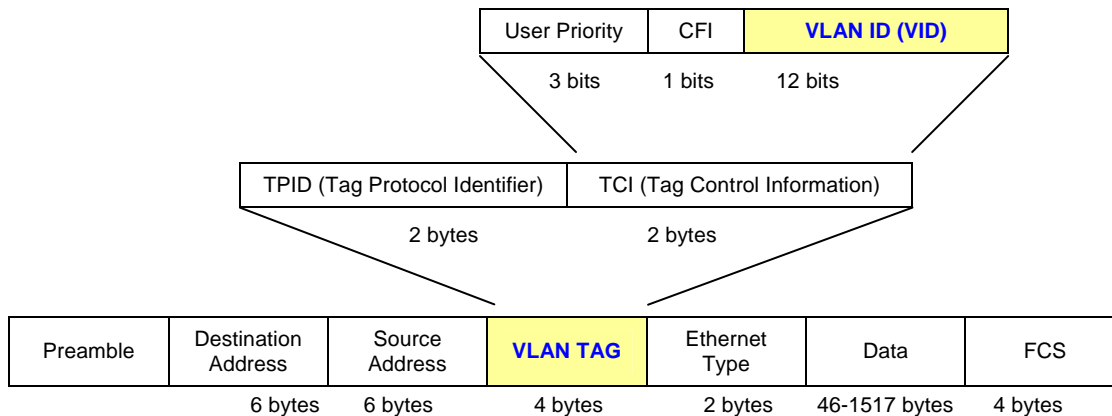 User Priority CFI VLAN ID (VID)
3 bits 1 bits 12 bits
TPID (Tag Protocol Identifier) TCI (Tag Control Information)
2 bytes 2 bytes
Preamble Destination Address Source Address VLAN TAG Ethernet Type Data FCS
6 bytes 6 bytes 4 bytes 2 bytes 46-1517 bytes 4 bytes